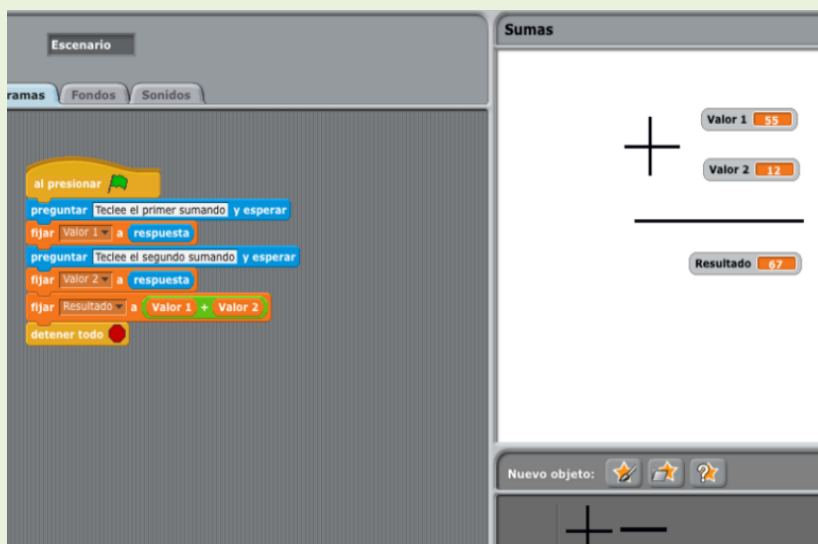 Escenario
ramas Fondos Sonidos
al presionar
preguntar Teclee el primer sumando y esperar
fijar Valor 1 a respuesta
preguntar Teclee el segundo sumando y esperar
fijar Valor 2 a respuesta
fijar Resultado a Valor 1 + Valor 2
detener todo
Sumas
Valor 1 55
+
Valor 2 12
Resultado 67
Nuevo objeto: